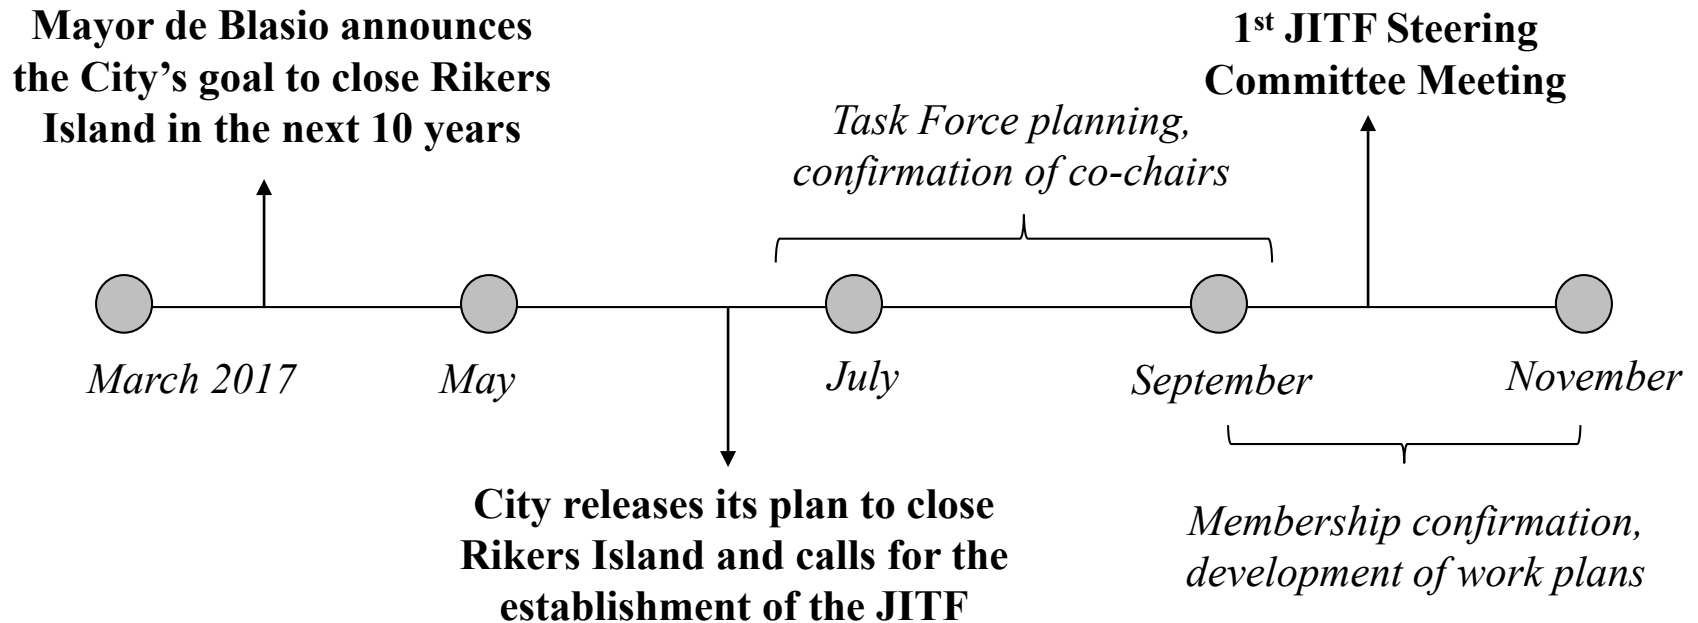 Mayor de Blasio announces
the City’s goal to close Rikers
Island in the next 10 years
1st JITF Steering
Committee Meeting
Task Force planning,
confirmation of co-chairs
March 2017
May
July
September
November
City releases its plan to close
Rikers Island and calls for the
establishment of the JITF
Membership confirmation,
development of work plans